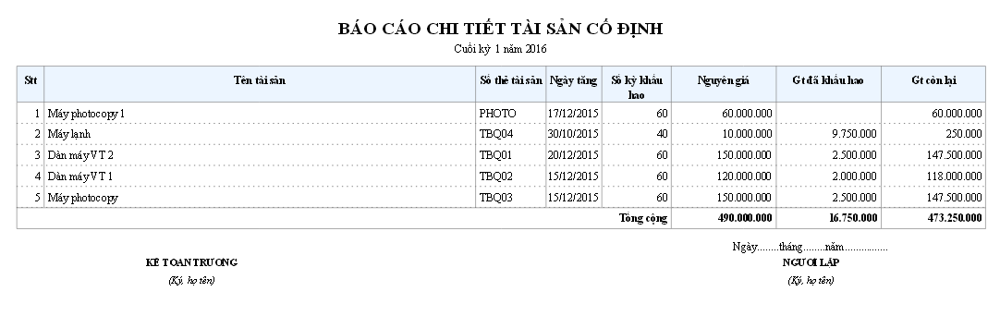 BÁO CÁO CHI TIẾT TÀI SẢN CỐ ĐỊNH
Cuối kỳ 1 năm 2016
Stt Tên tài sản Số thẻ tài sản Ngày tăng Số kỳ khấu hao Nguyên giá Gt đã khấu hao Gt còn lại
1 Máy photocopy 1 PHOTO 17/12/2015 60 60.000.000 60.000.000
2 Máy lạnh TBQ04 30/10/2015 40 10.000.000 9.750.000 250.000
3 Dàn máy VT 2 TBQ01 20/12/2015 60 150.000.000 2.500.000 147.500.000
4 Dàn máy VT 1 TBQ02 15/12/2015 60 120.000.000 2.000.000 118.000.000
5 Máy photocopy TBQ03 15/12/2015 60 150.000.000 2.500.000 147.500.000
Tổng cộng 490.000.000 16.750.000 473.250.000
Ngày........tháng........năm................
KẾ TOÁN TRƯỞNG NGƯỜI LẬP
(Ký, họ tên) (Ký, họ tên)